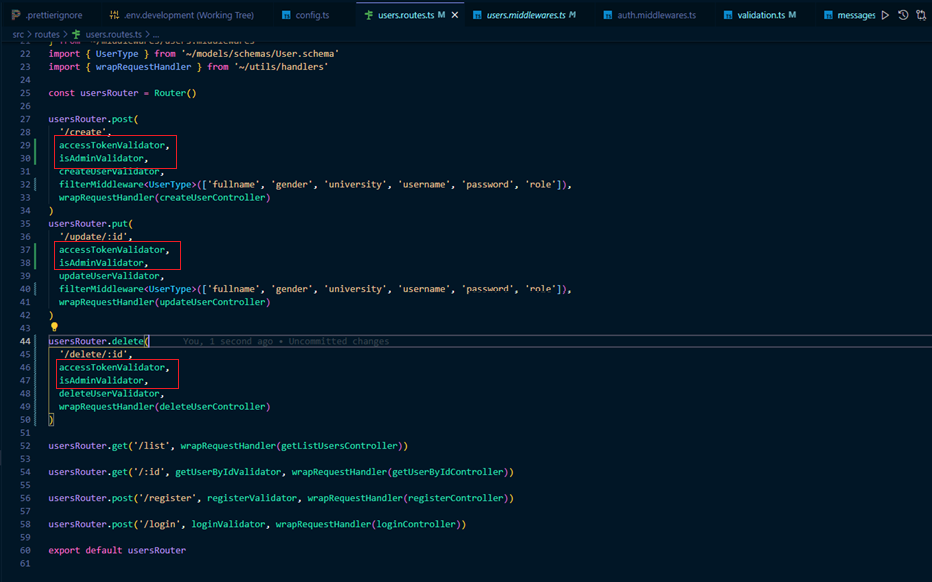 .prettierignore
.env.development (Working Tree)
config.ts
users.routes.ts M
users.middlewares.ts M
auth.middlewares.ts
validation.ts M
messages
src > routes > users.routes.ts > ...
22 import { UserType } from '~/models/schemas/User.schema'
23 import { wrapRequestHandler } from '~/utils/handlers'
24
25 const usersRouter = Router()
26
27 usersRouter.post(
28 '/create',
29 accessTokenValidator,
30 isAdminValidator,
31 createUserValidator,
32 filterMiddleware<UserType>(['fullname', 'gender', 'university', 'username', 'password', 'role']),
33 wrapRequestHandler(createUserController)
34 )
35 usersRouter.put(
36 '/update/:id',
37 accessTokenValidator,
38 isAdminValidator,
39 updateUserValidator,
40 filterMiddleware<UserType>(['fullname', 'gender', 'university', 'username', 'password', 'role']),
41 wrapRequestHandler(updateUserController)
42 )
43
44 usersRouter.delete( You, 1 second ago • Uncommitted changes
45 '/delete/:id',
46 accessTokenValidator,
47 isAdminValidator,
48 deleteUserValidator,
49 wrapRequestHandler(deleteUserController)
50 )
51
52 usersRouter.get('/list', wrapRequestHandler(getListUsersController))
53
54 usersRouter.get('/:id', getUserByIdValidator, wrapRequestHandler(getUserByIdController))
55
56 usersRouter.post('/register', registerValidator, wrapRequestHandler(registerController))
57
58 usersRouter.post('/login', loginValidator, wrapRequestHandler(loginController))
59
60 export default usersRouter
61